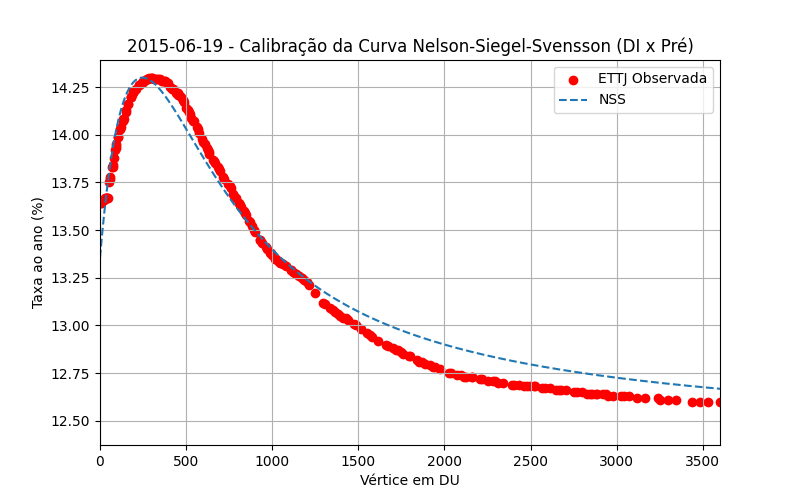 2015-06-19 - Calibração da Curva Nelson-Siegel-Svensson (DI x Pré)
ETTJ Observada
NSS
Taxa ao ano (%)
14.25
14.00
13.75
13.50
13.25
13.00
12.75
12.50
0 500 1000 1500 2000 2500 3000 3500
Vértice em DU